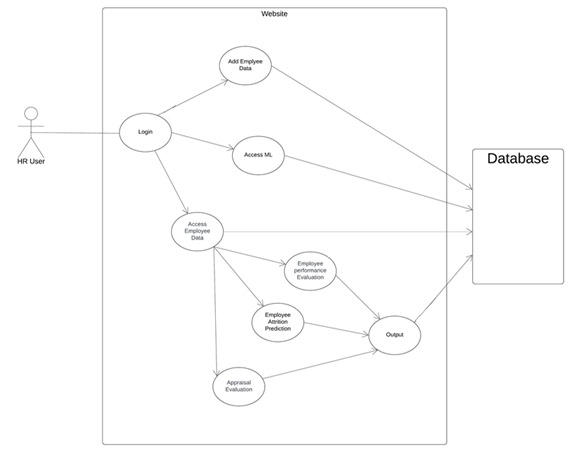 Website
Add Emplyee
Data
Login
HR User
Access ML
Database
Access
Employee
Data
Employee
performance
Evaluation
Employee
Attrition
Prediction
Output
Appraisal
Evaluation